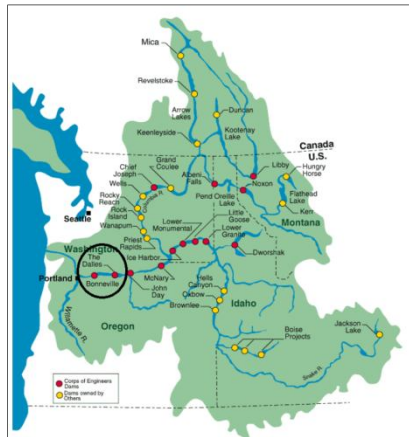 Mica
Revelstoke
Arrow
Lakes
Duncan
Keenleyside
Kootenay
Lake
Canada
U.S.
Grand
Coulee
Chief
Joseph
Wells
Rocky
Reach
Rock
Island
Wanapum
Priest
Rapids
Seattle
Albeni
Falls
Pend Oreille
Lake
Libby
Hungry
Horse
Noxon
Flathead
Lake
Kerr
Montana
Little
Goose
Lower
Monumental
Lower
Granite
Dworshak
Ice Harbor
Washington
The
Dalles
Portland
Bonneville
John
Day
McNary
Hells
Canyon
Oxbow
Brownlee
Idaho
Oregon
Willamette R.
Boise
Projects
Jackson
Lake
Snake R.
Corps of Engineers
Dams
Dams owned by
Others